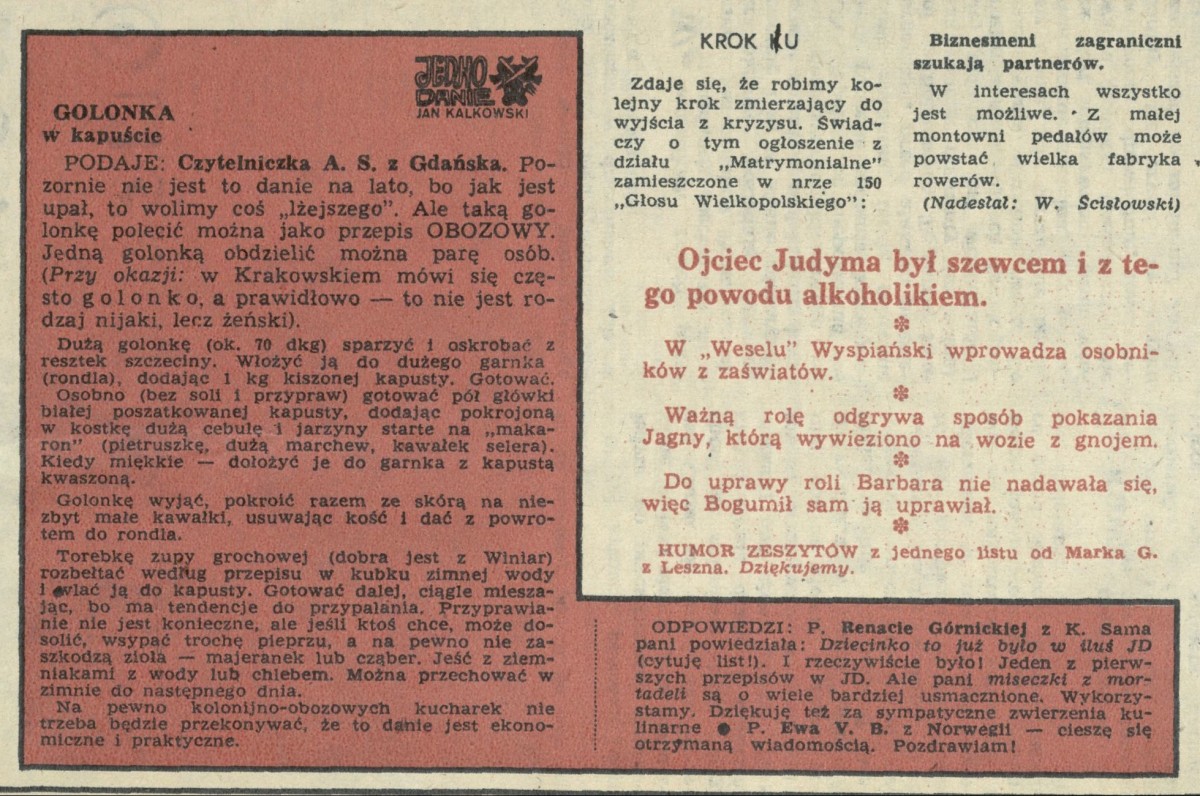 JEDNO
DANIE
JAN KALKOWSKI
GOLONKA
w kapuście
PODAJE: Czytelniczka A. S. z Gdańska. Po-
zornie nie jest to danie na lato, bo jak jest
upał, to wolimy coś „lżejszego”. Ale taką go-
lonkę polecić można jako przepis OBOZOWY.
Jedną golonką obdzielić można parę osób.
(Przy okazji: w Krakowskiem mówi się czę-
sto golonko, a prawidłowo — to nie jest ro-
dzaj nijaki, lecz żeński).
Dużą golonkę (ok. 70 dkg) sparzyć i oskrobać z
resztek szczeciny. Włożyć ją do dużego garnka
(rondla), dodając 1 kg kiszonej kapusty. Gotować.
Osobno (bez soli i przypraw) gotować pół główki
białej poszatkowanej kapusty, dodając pokrojoną
w kostkę dużą cebulę i jarzyny starte na „maka-
ron” (pietruszkę, dużą marchew, kawałek selera).
Kiedy miękkie — dołożyć je do garnka z kapustą
kwaszoną.
Golonkę wyjąć, pokroić razem ze skórą na nie-
zbyt małe kawałki, usuwając kość i dać z powro-
tem do rondla.
Torebkę zupy grochowej (dobra jest z Winiar)
rozbełtać według przepisu w kubku zimnej wody
i wlać ją do kapusty. Gotować dalej, ciągle miesza-
jąc, bo ma tendencje do przypalania. Przyprawia-
nie nie jest konieczne, ale jeśli ktoś chce, może do-
solić, wsypać trochę pieprzu, a na pewno nie za-
szkodzą zioła — majeranek lub cząber. Jeść z ziem-
niakami z wody lub chlebem. Można przechować w
zimnie do następnego dnia.
Na pewno kolonijno-obozowych kucharek nie
trzeba będzie przekonywać, że to danie jest ekono-
miczne i praktyczne.
KROK KU
Zdaje się, że robimy ko-
lejny krok zmierzający do
wyjścia z kryzysu. Świad-
czy o tym ogłoszenie z
działu „Matrymonialne”
zamieszczone w nrze 150
„Głosu Wielkopolskiego”:
Biznesmeni zagraniczni
szukają partnerów.
W interesach wszystko
jest możliwe. Z małej
montowni pedałów może
powstać wielka fabryka
rowerów.
(Nadesłał: W. Ścisłowski)
Ojciec Judyma był szewcem i z te-
go powodu alkoholikiem.
W „Weselu” Wyspiański wprowadza osobni-
ków z zaświatów.
Ważną rolę odgrywa sposób pokazania
Jagny, którą wywieziono na wozie z gnojem.
Do uprawy roli Barbara nie nadawała się,
więc Bogumił sam ją uprawiał.
HUMOR ZESZYTÓW z jednego listu od Marka G.
z Leszna. Dziękujemy.
ODPOWIEDZI: P. Renacie Górnickiej z K. Sama
pani powiedziała: Dziecinko to już było w iluś JD
(cytuję list!). I rzeczywiście było! Jeden z pierw-
szych przepisów w JD. Ale pani miseczki z mor-
tadeli są o wiele bardziej usmacznione. Wykorzy-
stamy. Dziękuję też za sympatyczne zwierzenia ku-
linarne ● P. Ewa V. B. z Norwegii — cieszę się
otrzymaną wiadomością. Pozdrawiam!